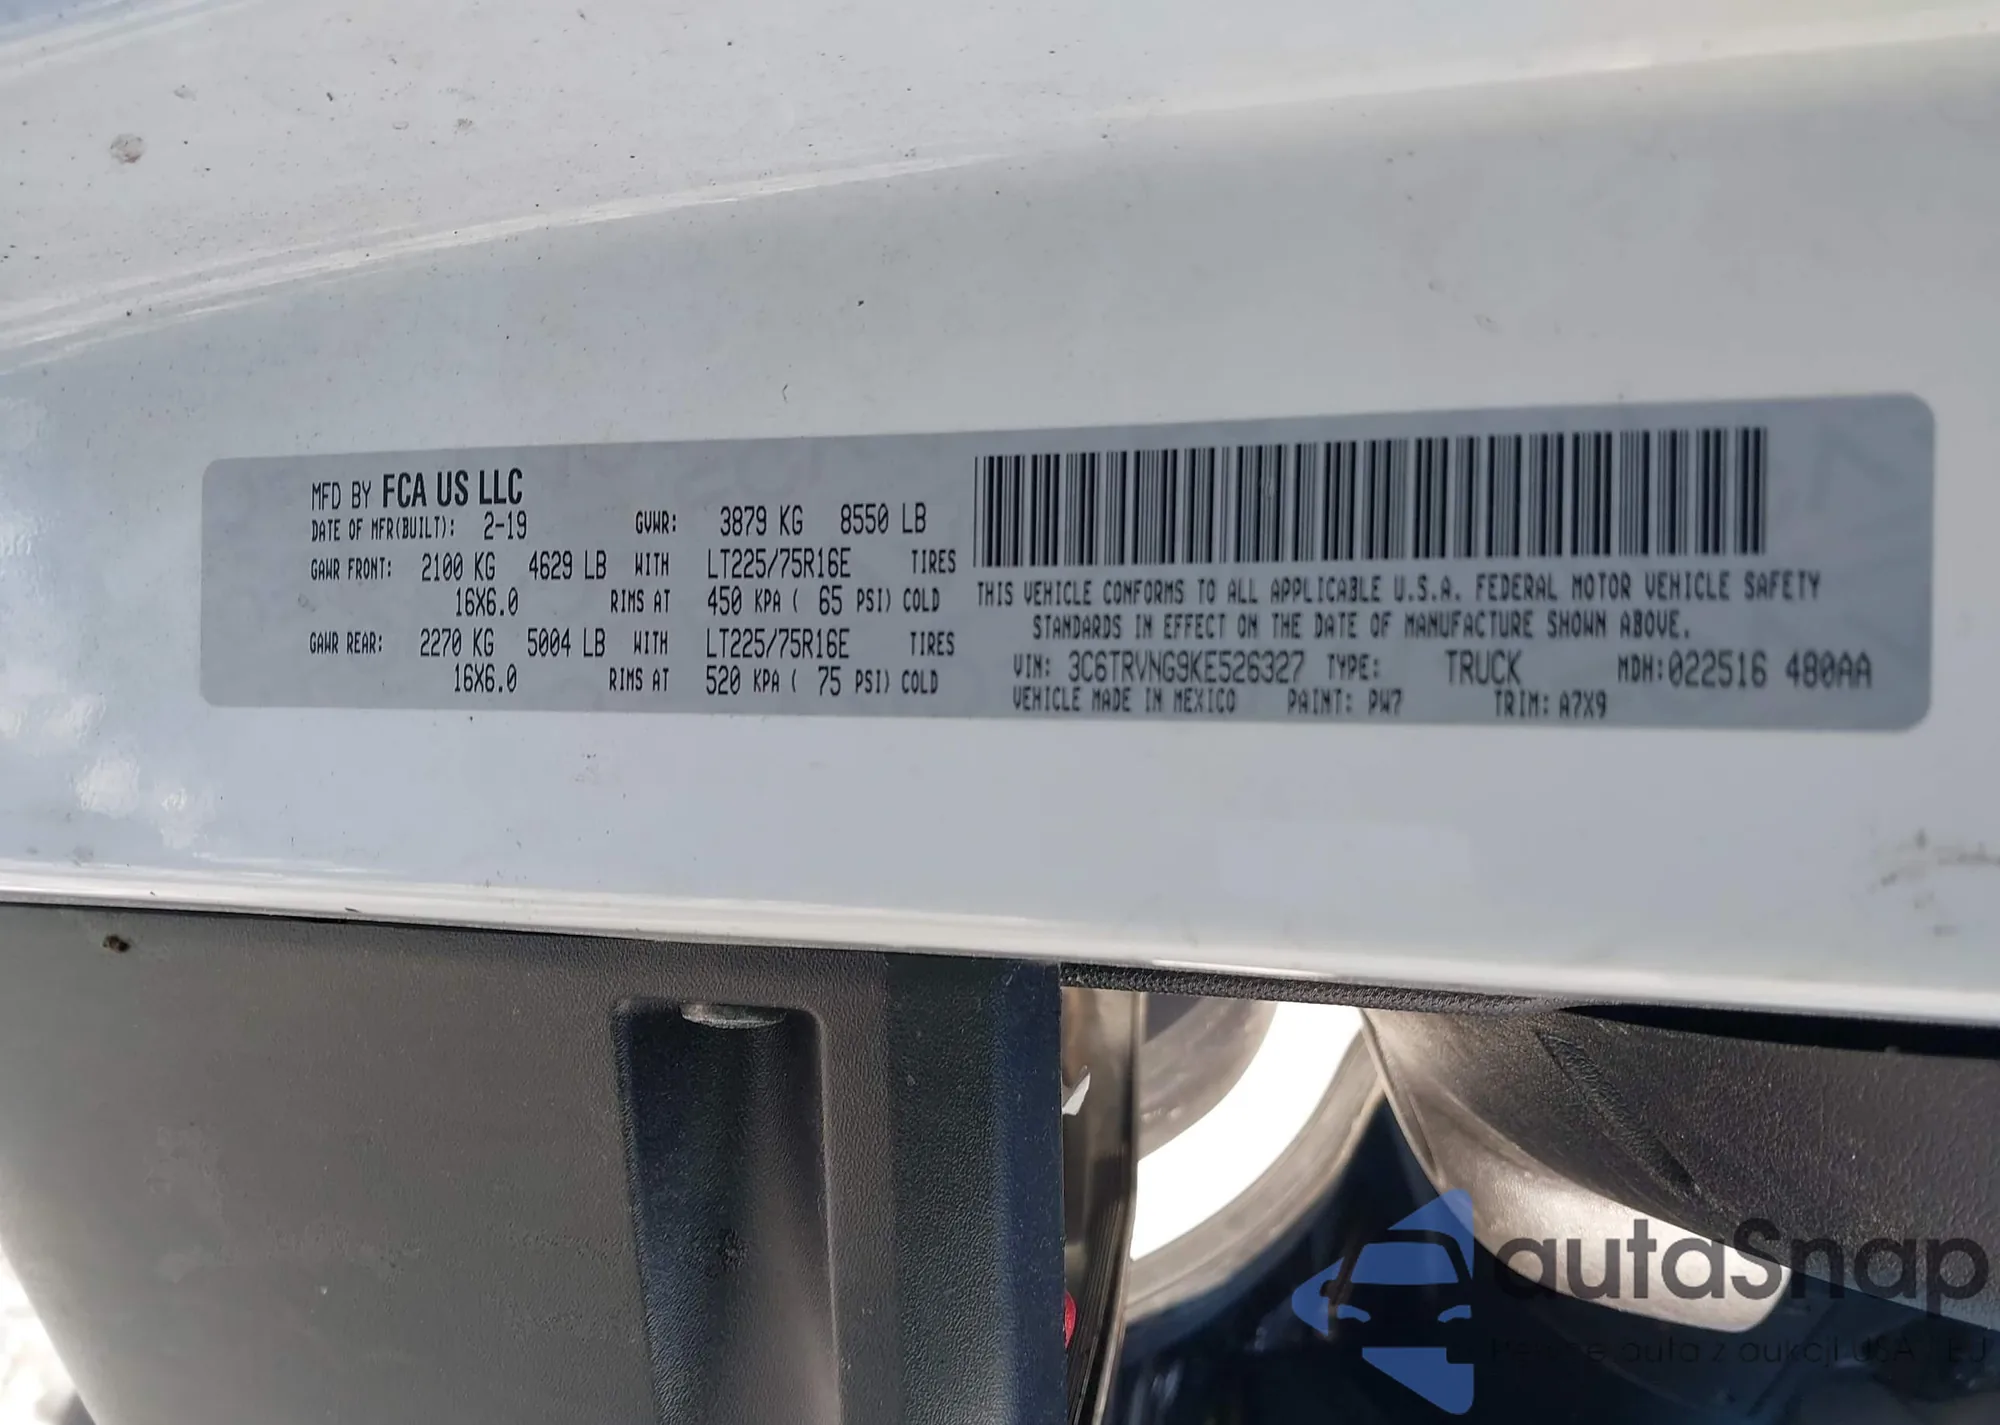 MFD BY FCA US LLC
DATE OF MFR(BUILT): 2-19 GVWR: 3879 KG 8550 LB
GAWR FRONT: 2100 KG 4629 LB WITH LT225/75R16E TIRES
16X6.0 RIMS AT 450 KPA ( 65 PSI) COLD
GAWR REAR: 2270 KG 5004 LB WITH LT225/75R16E TIRES
16X6.0 RIMS AT 520 KPA ( 75 PSI) COLD
THIS VEHICLE CONFORMS TO ALL APPLICABLE U.S.A. FEDERAL MOTOR VEHICLE SAFETY
STANDARDS IN EFFECT ON THE DATE OF MANUFACTURE SHOWN ABOVE.
VIN: 3C6TRVNG9KE526327 TYPE: TRUCK MDH:022516 480AA
VEHICLE MADE IN MEXICO PAINT: PW7 TRIM: A7X9
autaSnap
auta z aukcji USA